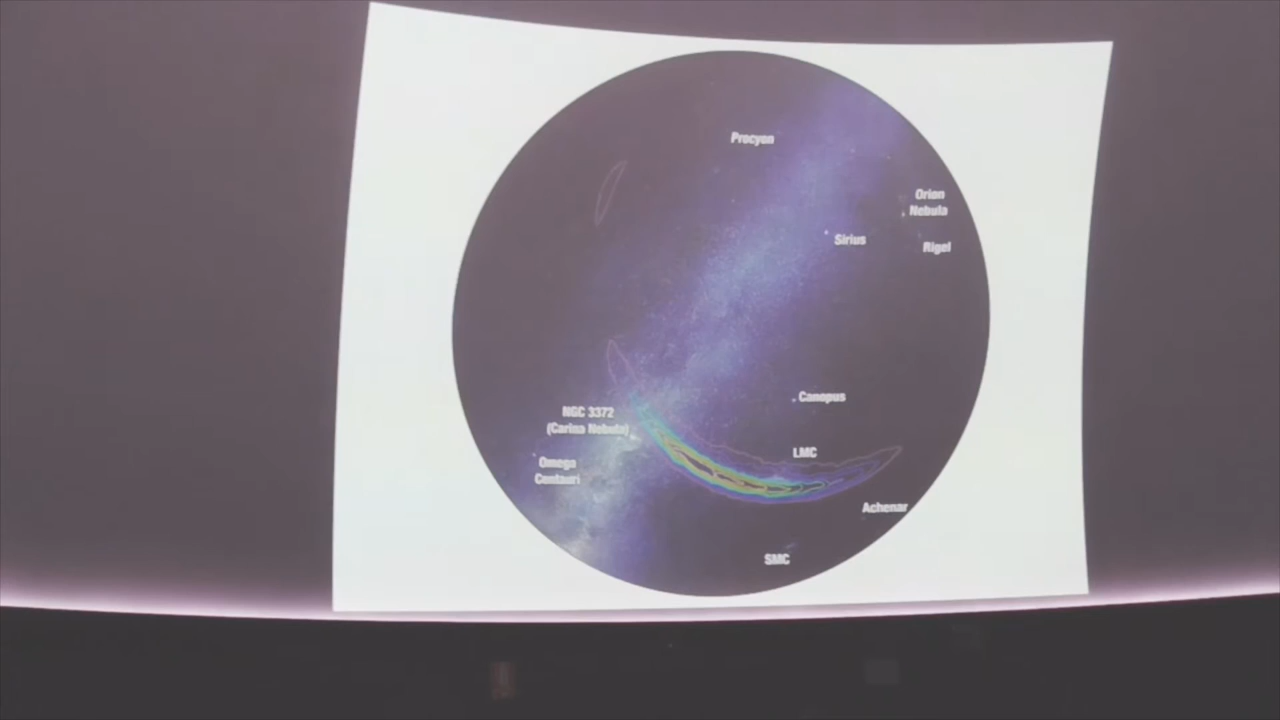 Procyon
Orion
Nebula
Sirius
Rigel
Canopus
NGC 3372
(Carina Nebula)
LMC
Omega
Centauri
Achenar
SMC